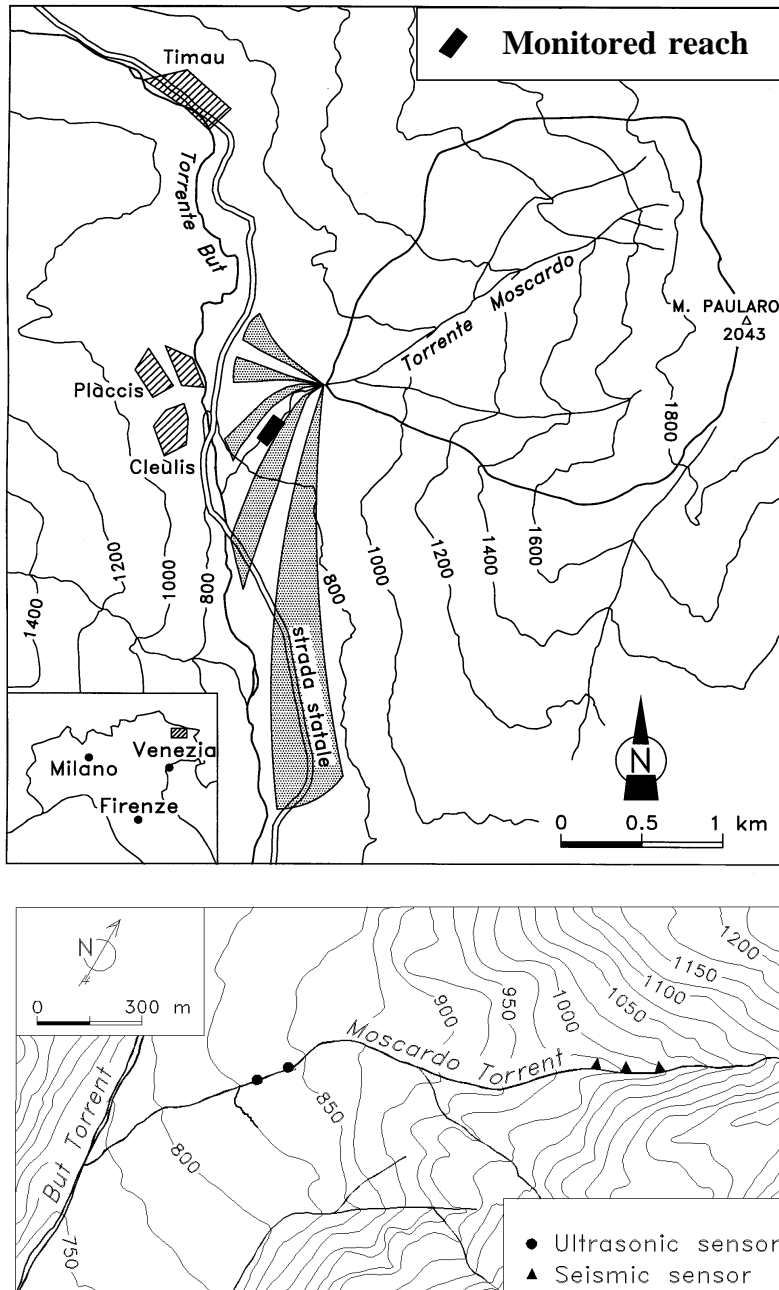 Monitored reach
Timau
Torrente But
Torrente Moscardo
M. PAULARO
2043
Plàccis
Cleùlis
1800
1600
1400
1200
1000
800
800
1000
1200
1400
strada statale
Milano
Venezia
Firenze
N
0 0.5 1 km
N
0 300 m
1200
1150
1100
1050
1000
950
900
850
800
750
Moscardo Torrent
But Torrent
Ultrasonic sensor
Seismic sensor